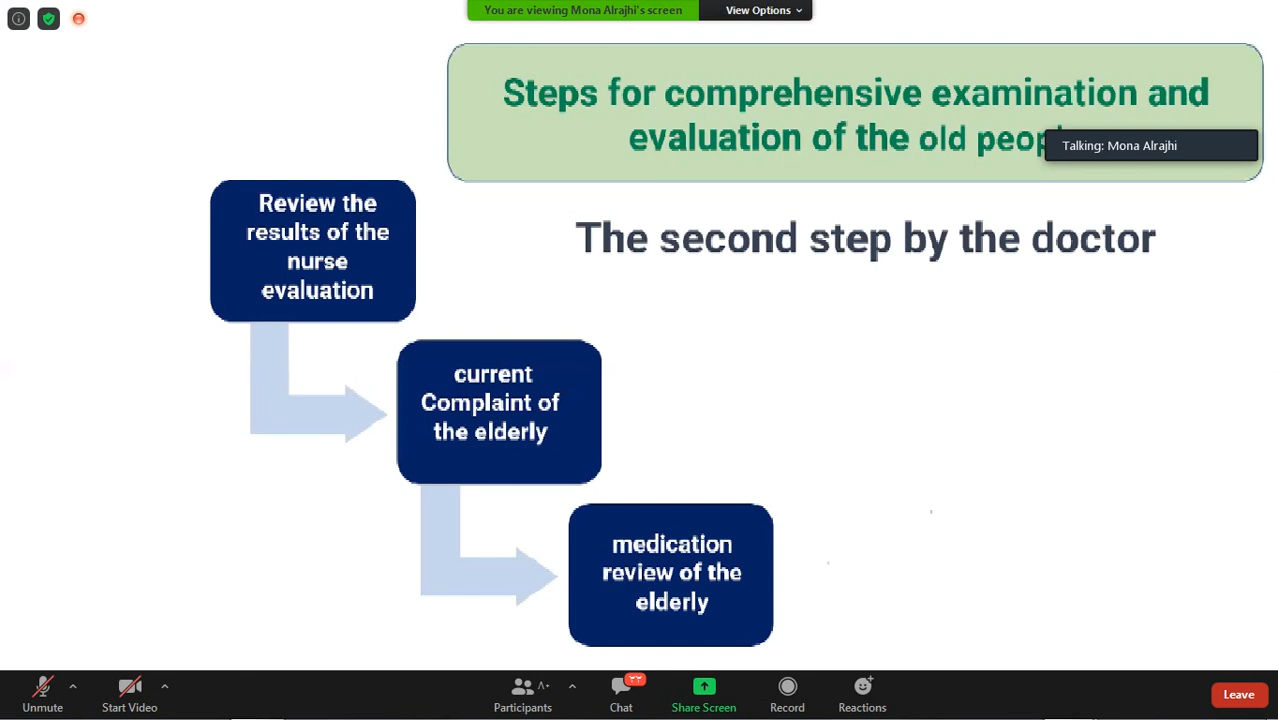 You are viewing Mona Alrajhi's screen
View Options
Steps for comprehensive examination and
evaluation of the old
Talking: Mona Alrajhi
The second step by the doctor
Review the
results of the
nurse
evaluation
current
Complaint of
the elderly
medication
review of the
elderly
Unmute
Start Video
٨٠
Participants
٢٢
Chat
Share Screen
Record
Reactions
Leave